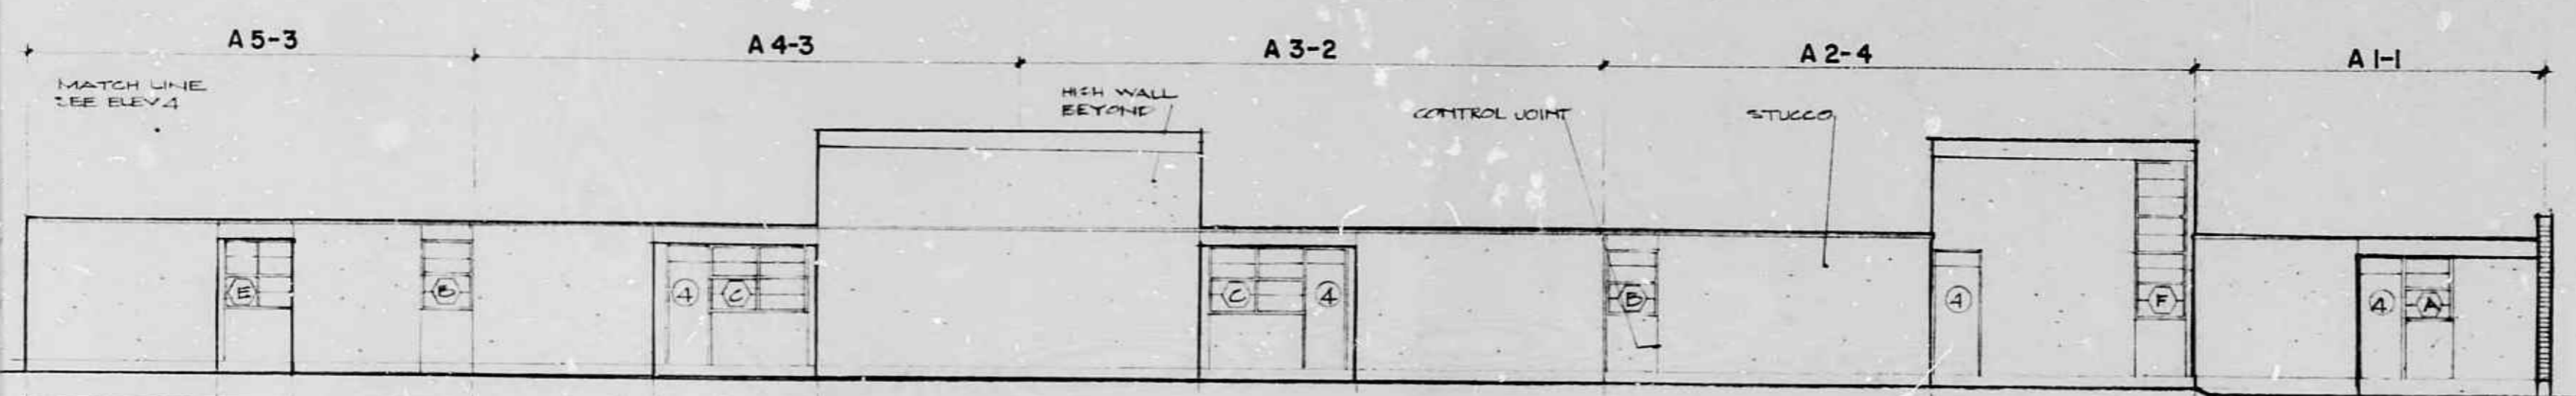 A 5-3
A 4-3
A 3-2
A 2-4
A 1-1
MATCH LINE
SEE ELEV 4
HIGH WALL
BEYOND
CONTROL JOINT
STUCCO
E
B
4
C
C
4
B
4
F
4
A